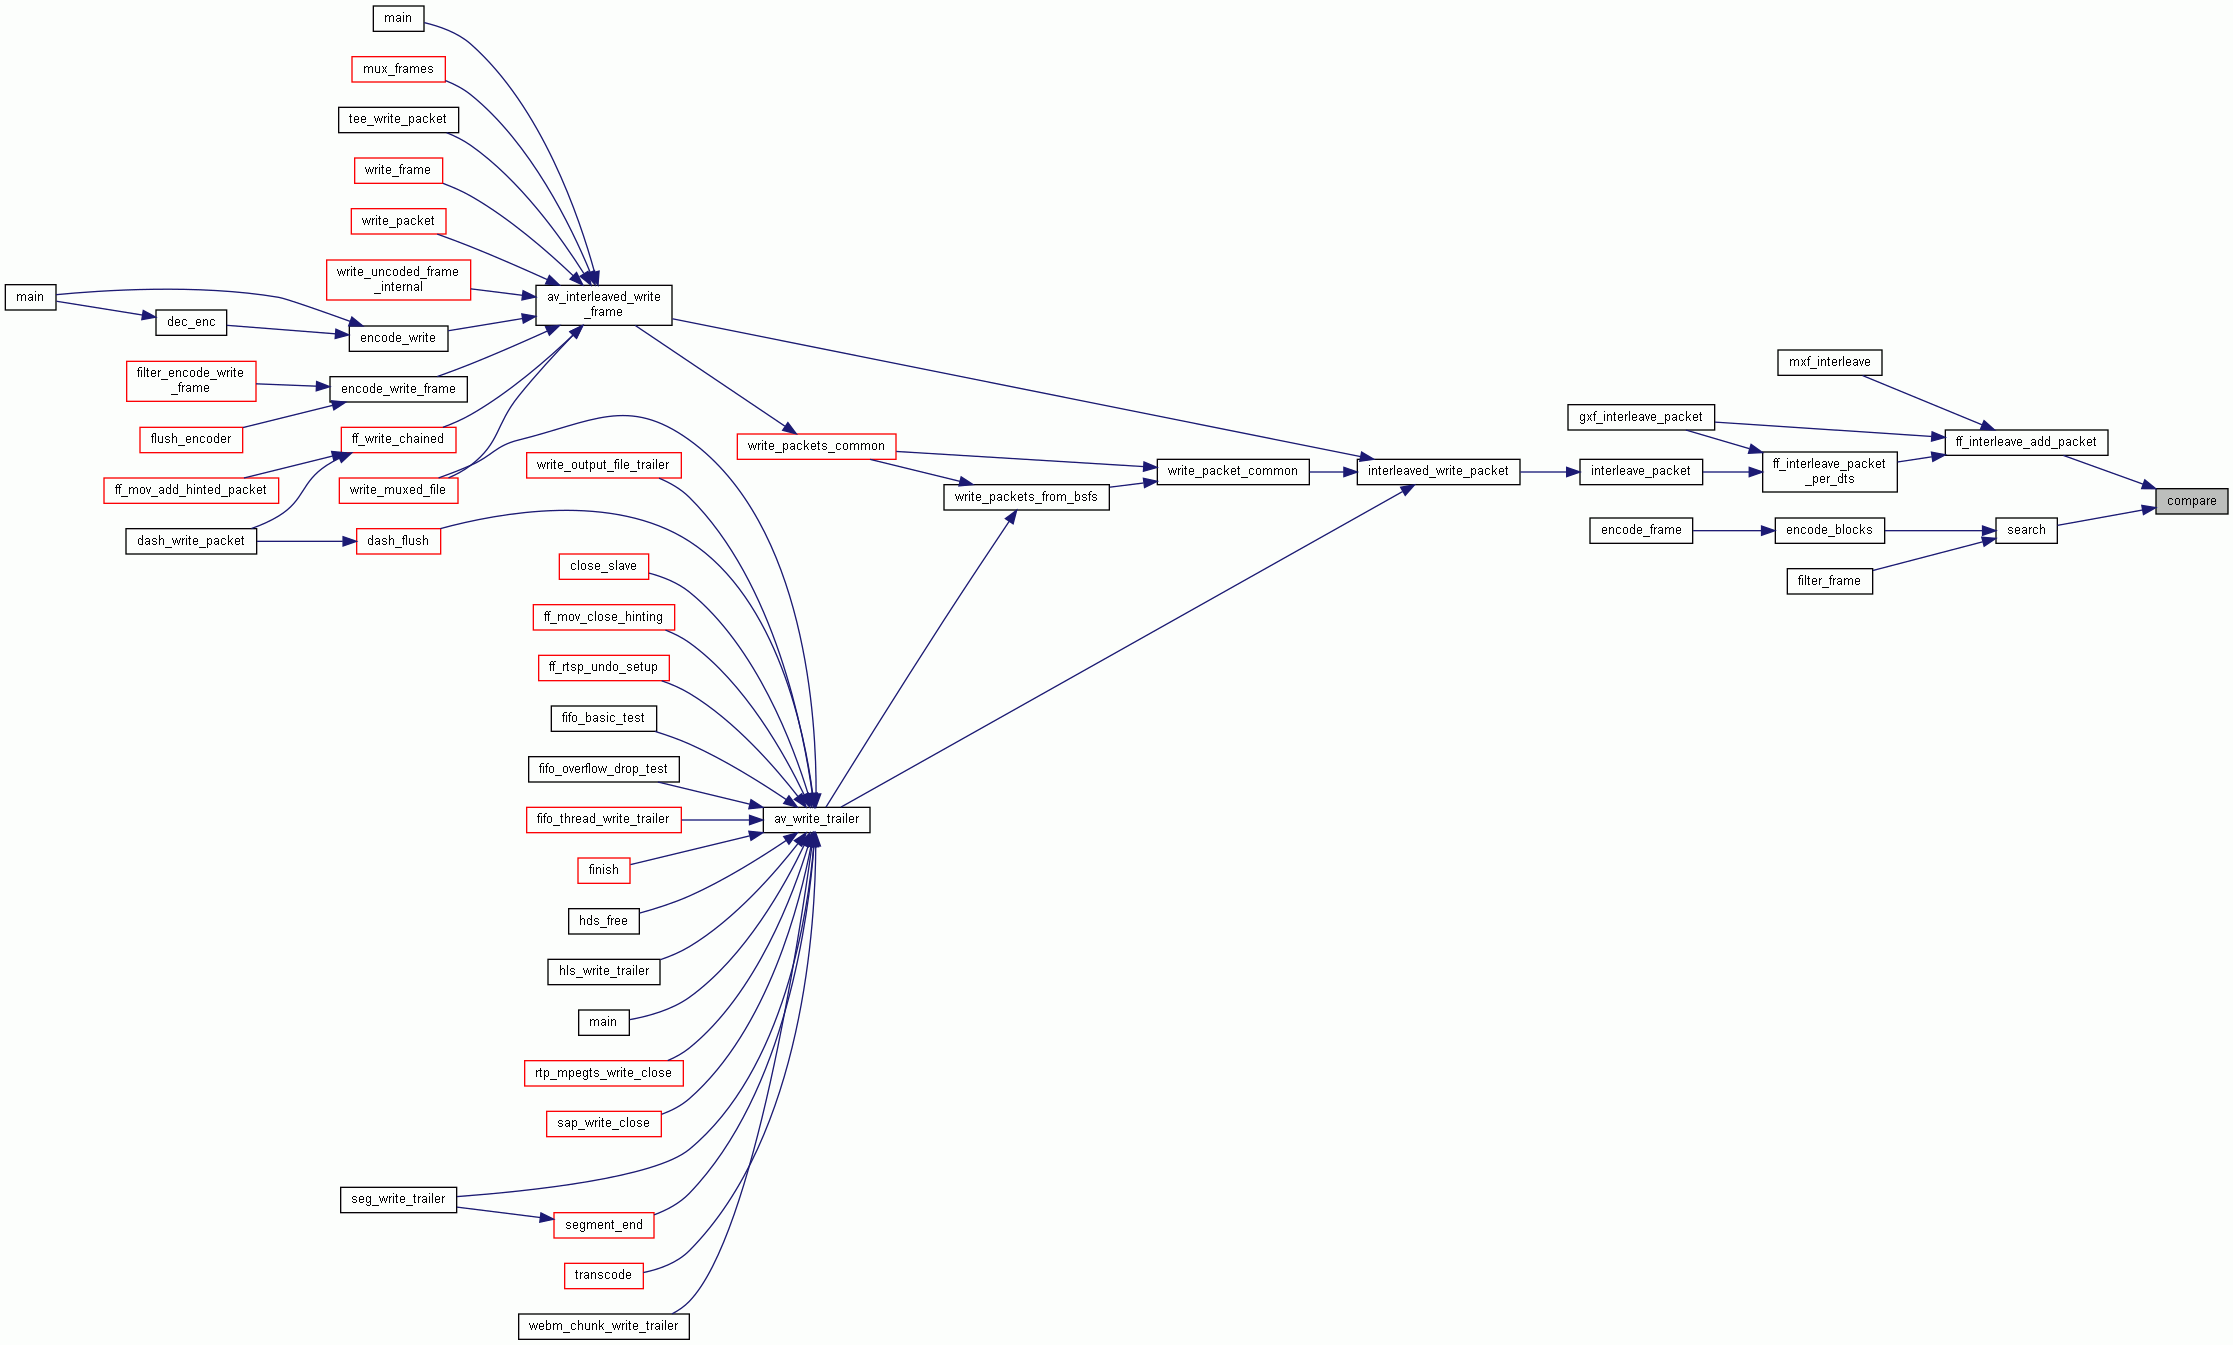 main
mux_frames
tee_write_packet
write_frame
write_packet
write_uncoded_frame
_internal
av_interleaved_write
_frame
main
dec_enc
encode_write
filter_encode_write
_frame
encode_write_frame
flush_encoder
ff_write_chained
ff_mov_add_hinted_packet
write_muxed_file
dash_write_packet
dash_flush
write_output_file_trailer
close_slave
ff_mov_close_hinting
ff_rtsp_undo_setup
fifo_basic_test
fifo_overflow_drop_test
fifo_thread_write_trailer
finish
hds_free
hls_write_trailer
main
rtp_mpegts_write_close
sap_write_close
seg_write_trailer
segment_end
transcode
webm_chunk_write_trailer
av_write_trailer
write_packets_common
write_packets_from_bsfs
write_packet_common
interleaved_write_packet
interleave_packet
gxf_interleave_packet
mxf_interleave
ff_interleave_packet
_per_dts
ff_interleave_add_packet
compare
search
encode_blocks
encode_frame
filter_frame